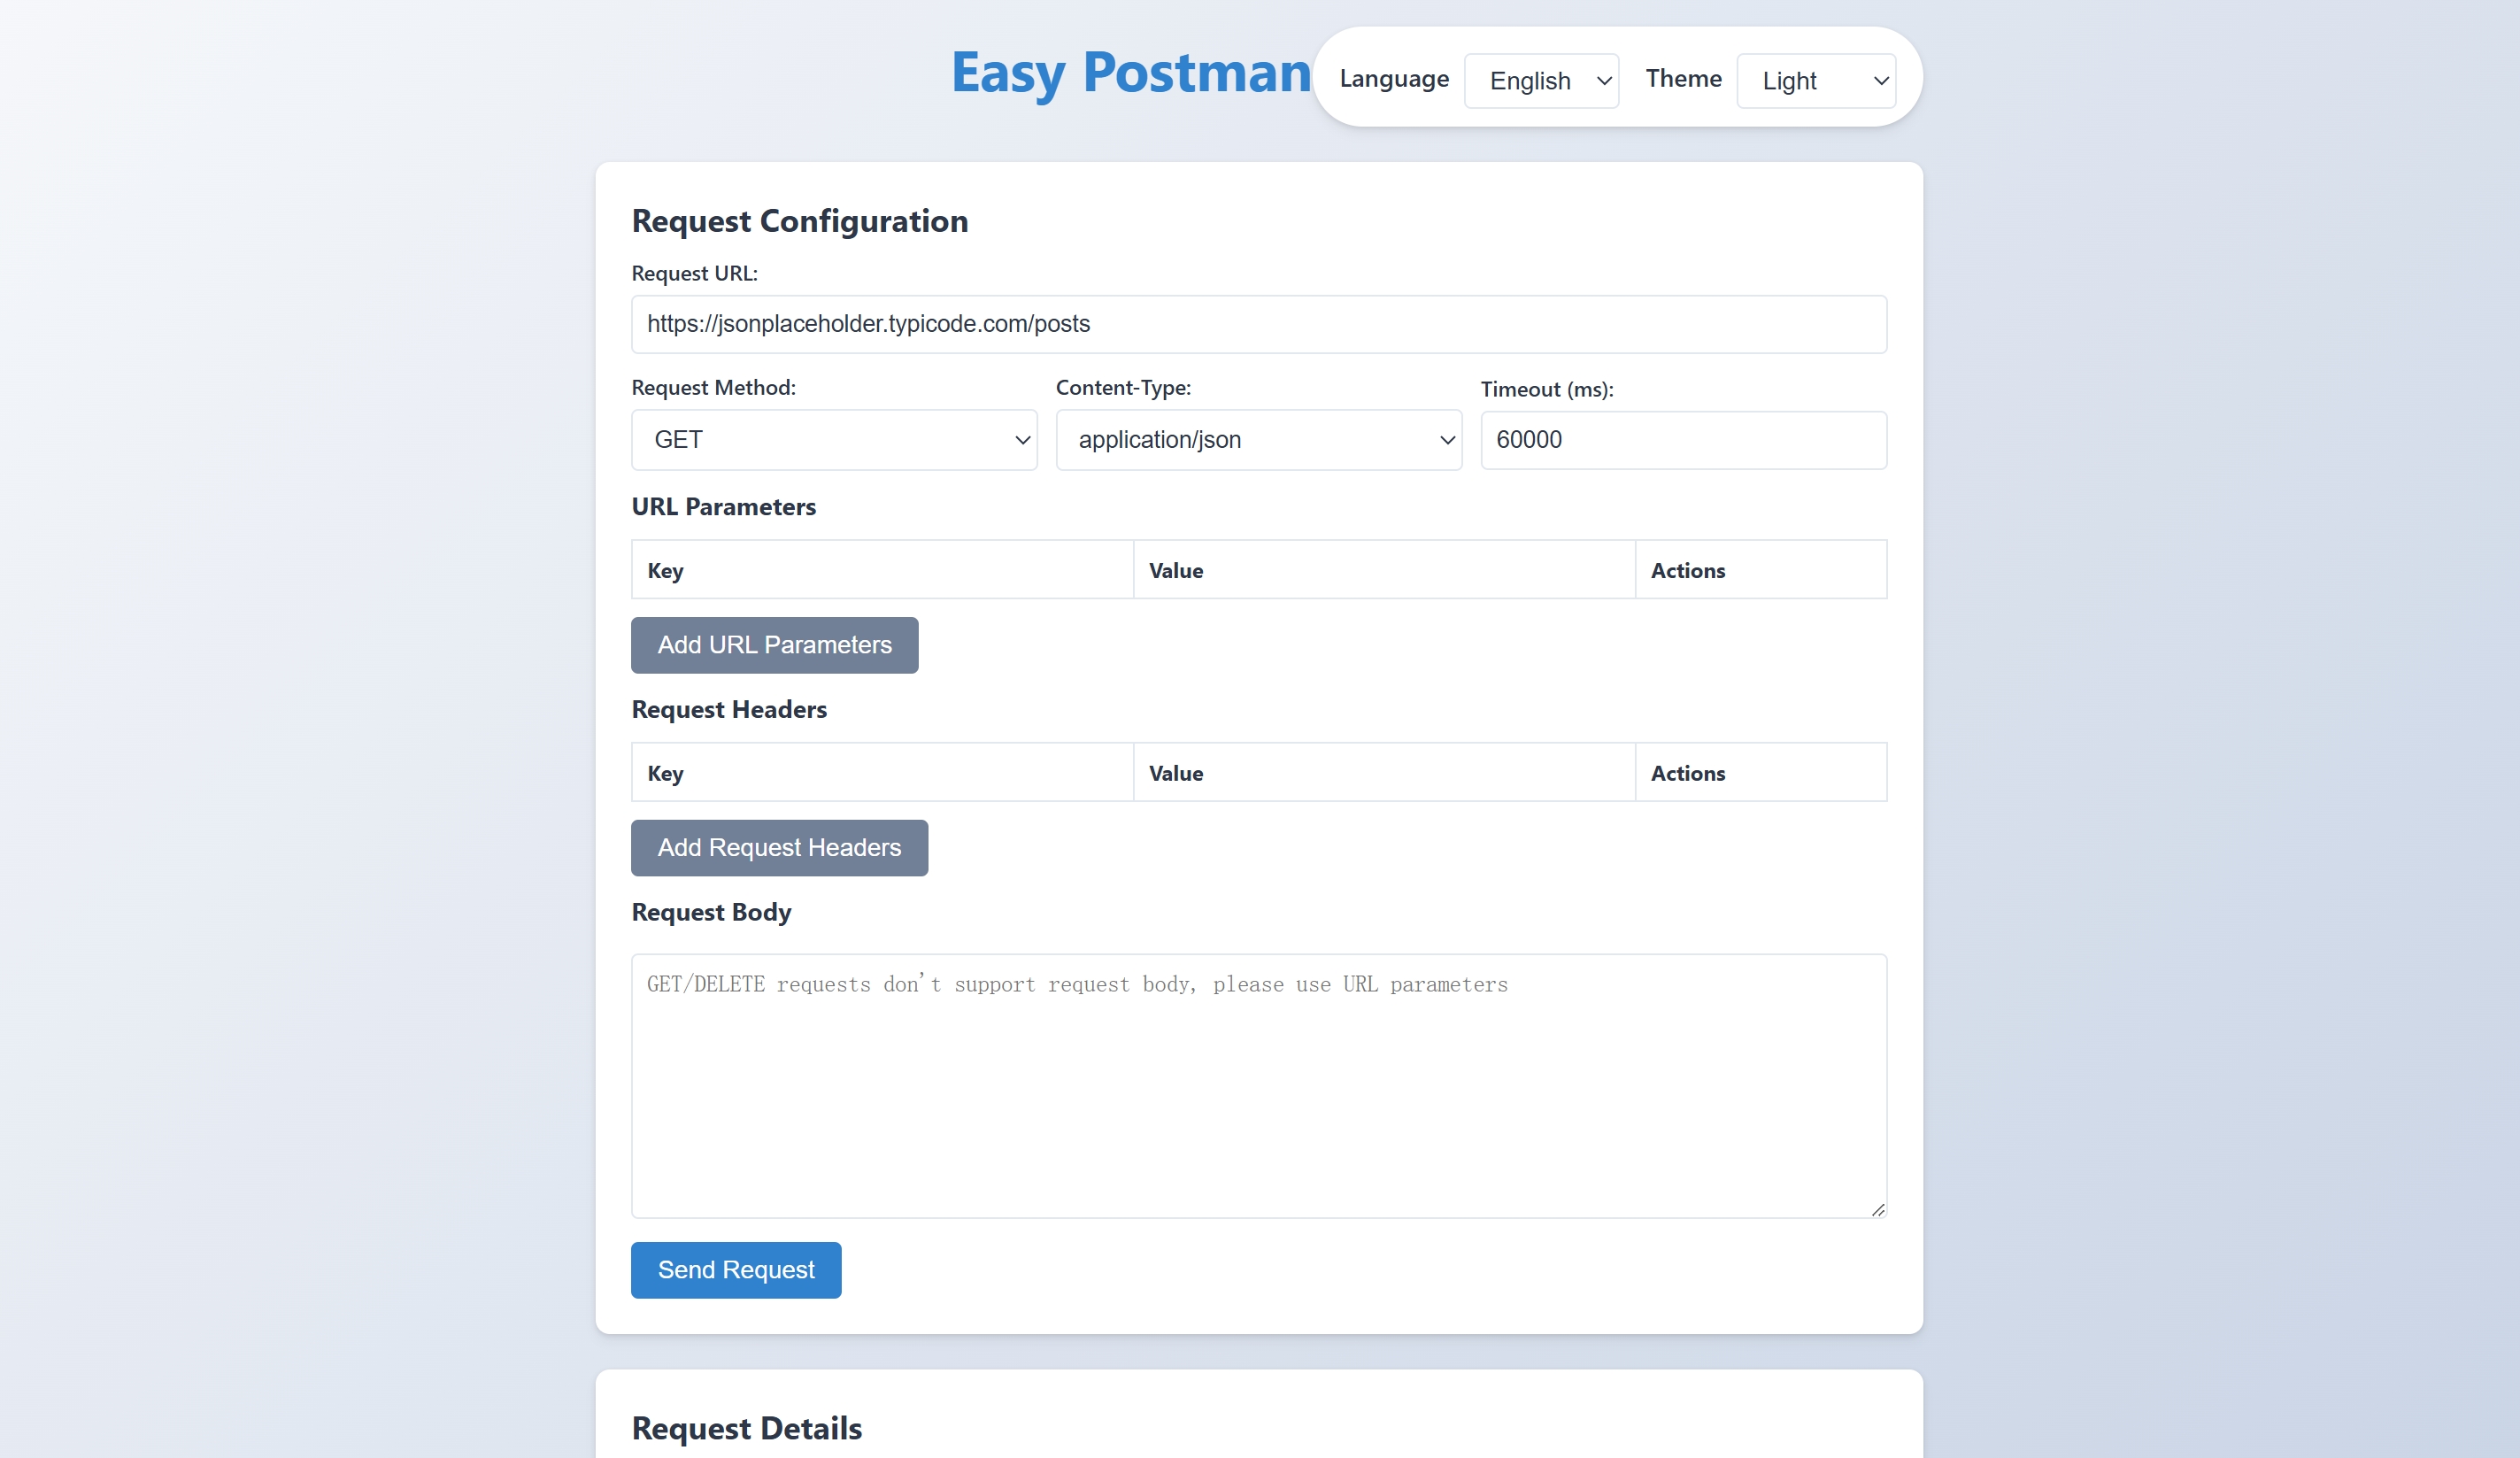 Easy Postman
Language English Theme Light
Request Configuration
Request URL:
https://jsonplaceholder.typicode.com/posts
Request Method: Content-Type: Timeout (ms):
GET application/json 60000
URL Parameters
Key Value Actions
Add URL Parameters
Request Headers
Key Value Actions
Add Request Headers
Request Body
GET/DELETE requests don't support request body, please use URL parameters
Send Request
Request Details